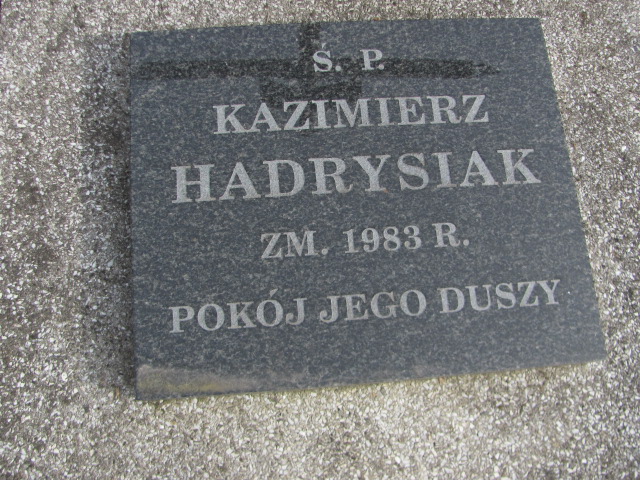 Ś. P.
KAZIMIERZ
HADRYSIAK
ZM. 1983 R.
POKÓJ JEGO DUSZY